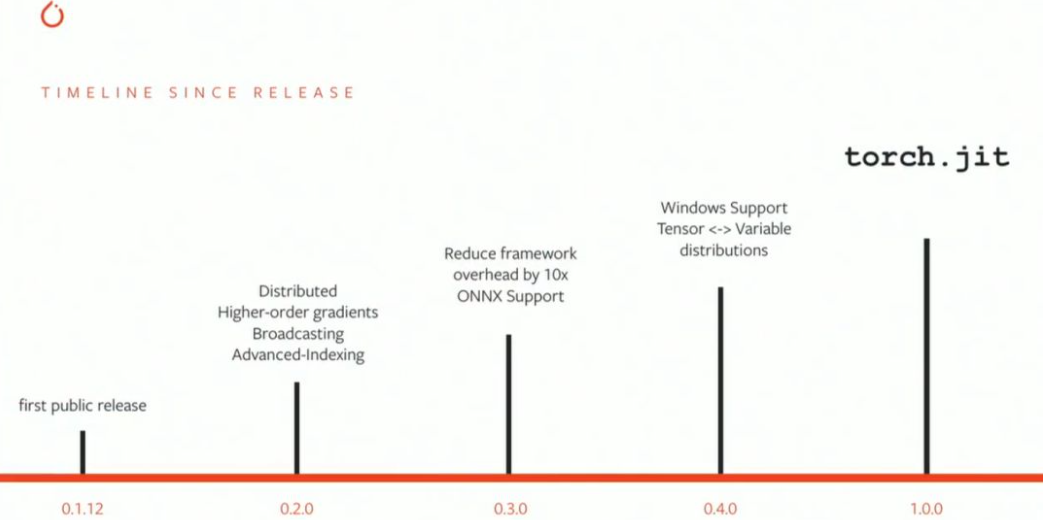 TIMELINE SINCE RELEASE
torch.jit
Windows Support
Tensor <-> Variable
distributions
Reduce framework
overhead by 10x
ONNX Support
Distributed
Higher-order gradients
Broadcasting
Advanced-Indexing
first public release
0.1.12
0.2.0
0.3.0
0.4.0
1.0.0